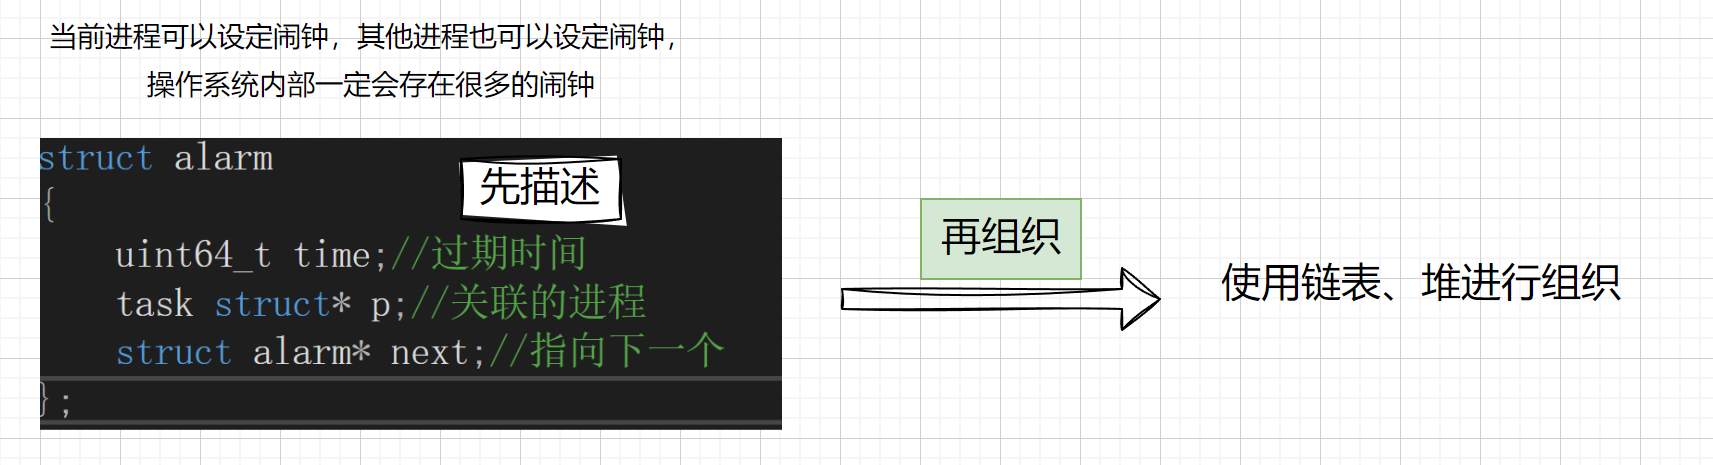 当前进程可以设定闹钟，其他进程也可以设定闹钟，
操作系统内部一定会存在很多的闹钟
struct alarm
先描述
{
uint64_t time;//过期时间
task struct* p;//关联的进程
struct alarm* next;//指向下一个
};
再组织
使用链表、堆进行组织